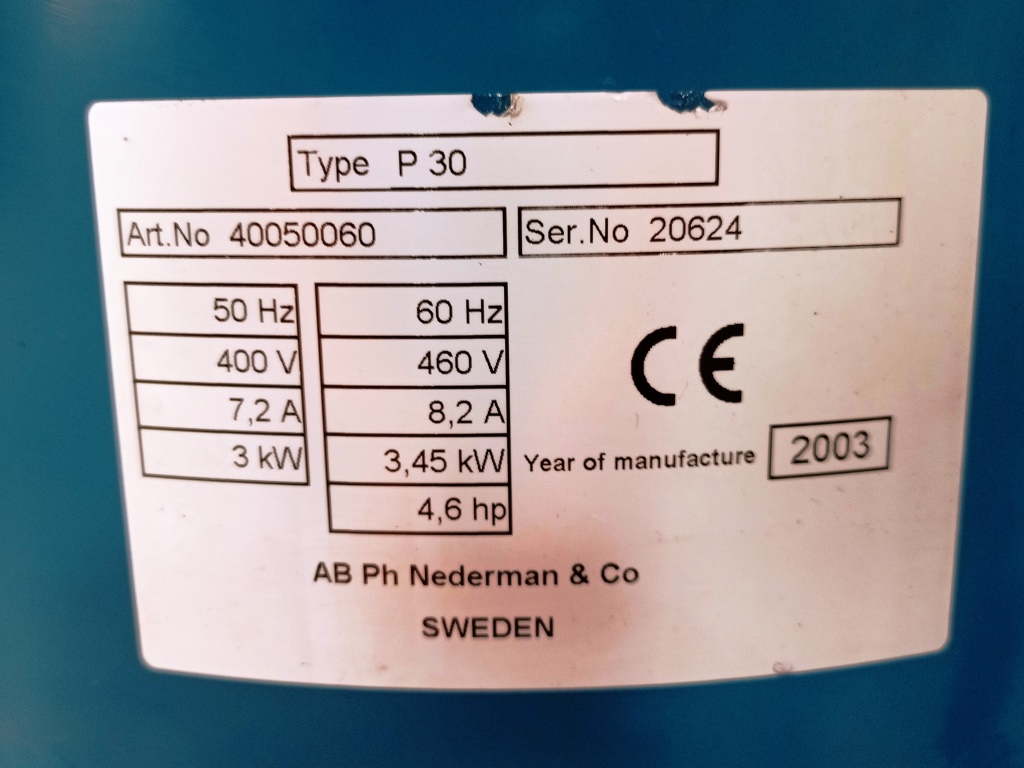 Type P 30
Art.No 40050060
Ser.No 20624
50 Hz
400 V
7,2 A
3 kW
60 Hz
460 V
8,2 A
3,45 kW
4,6 hp
CE
Year of manufacture 2003
AB Ph Nederman & Co
SWEDEN